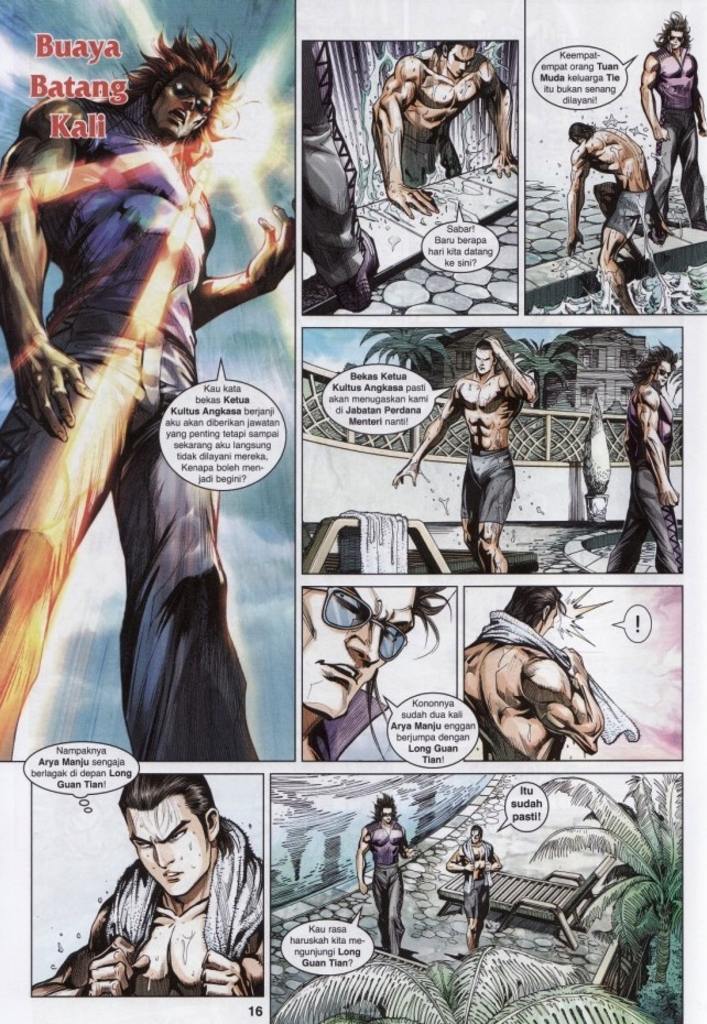 Buaya
Batang
Kali
Kau kata
bekas Ketua
Kultus Angkasa berjanji
aku akan diberikan jawatan
yang penting tetapi sampai
sekarang aku langsung
tidak dilayani mereka,
Kenapa boleh men-
jadi begini?
Sabar!
Baru berapa
hari kita datang
ke sini?
Keempat-
empat orang Tuan
Muda keluarga Tie
itu bukan senang
dilayani!
Bekas Ketua
Kultus Angkasa pasti
akan menugaskan kami
di Jabatan Perdana
Menteri nanti!
Kononnya
sudah dua kali
Arya Manju enggan
berjumpa dengan
Long Guan
Tian!
!
Nampaknya
Arya Manju sengaja
berlagak di depan Long
Guan Tian!
Itu
sudah
pasti!
Kau rasa
haruskah kita me-
ngunjungi Long
Guan Tian?
16